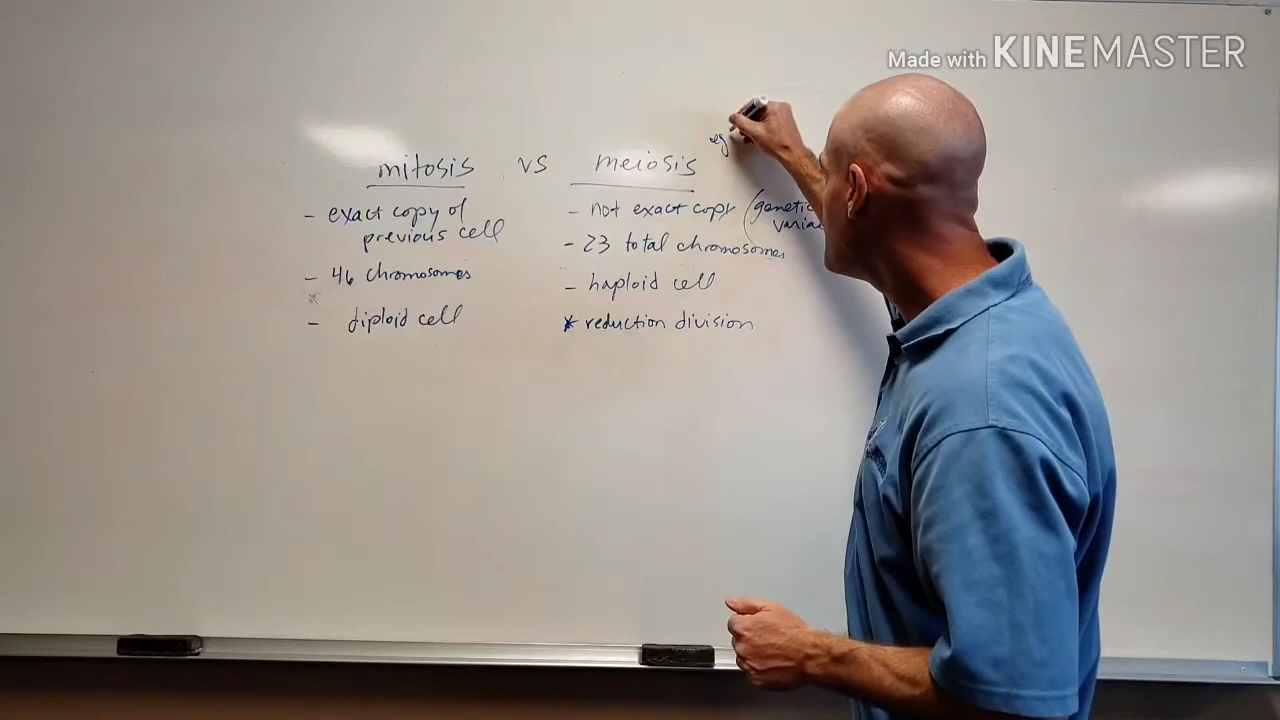 Made with KINEMASTER
mitosis vs meiosis
- exact copy of
previous cell
- 46 chromosomes
- diploid cell
eg
- not exact copy (genetic
- 23 total chromosomes
- haploid cell
* reduction division